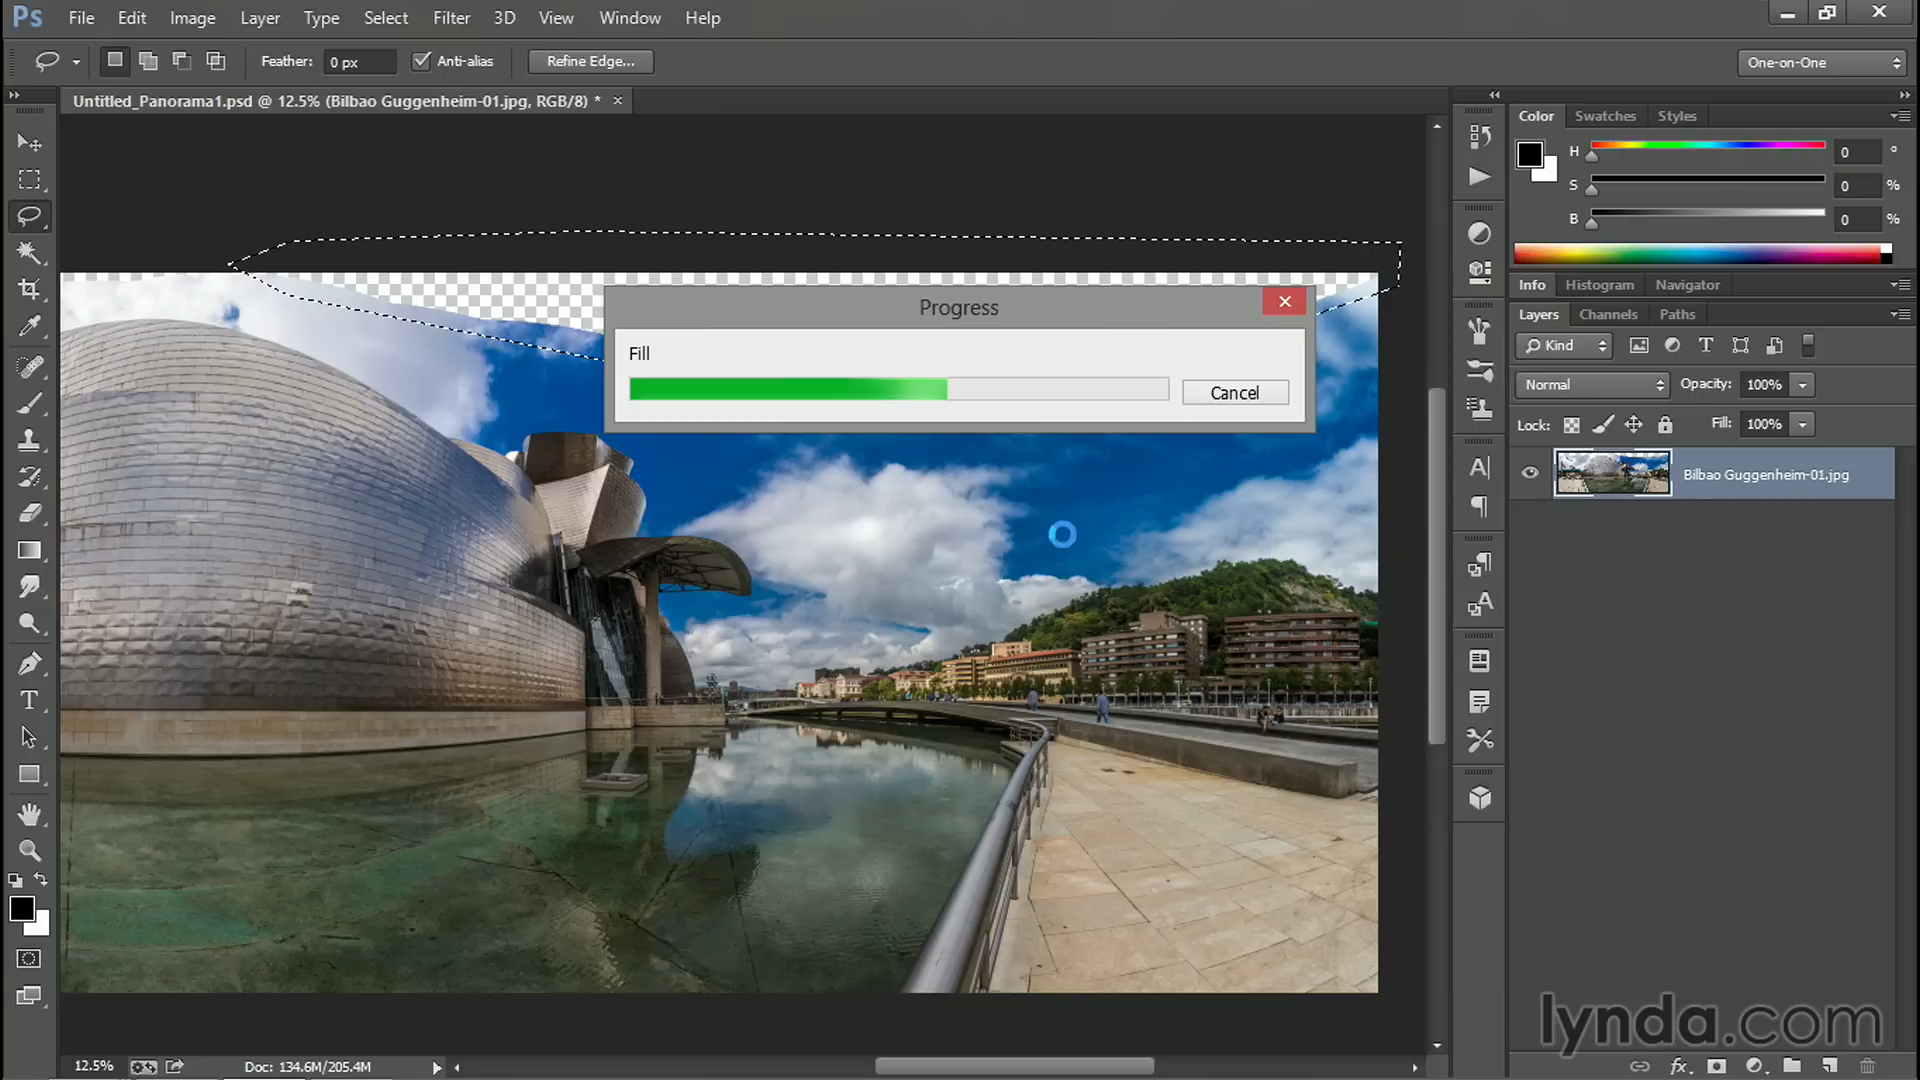 Ps File Edit Image Layer Type Select Filter 3D View Window Help
Feather: 0 px Anti-alias Refine Edge... One-on-One
Untitled_Panorama1.psd @ 12.5% (Bilbao Guggenheim-01.jpg, RGB/8) * ×
Color Swatches Styles
H 0 °
S 0 %
B 0 %
Info Histogram Navigator
Layers Channels Paths
Kind
Normal Opacity: 100%
Lock: Fill: 100%
Bilbao Guggenheim-01.jpg
Progress
Fill
Cancel
12.5% Doc: 134.6M/205.4M
lynda.com